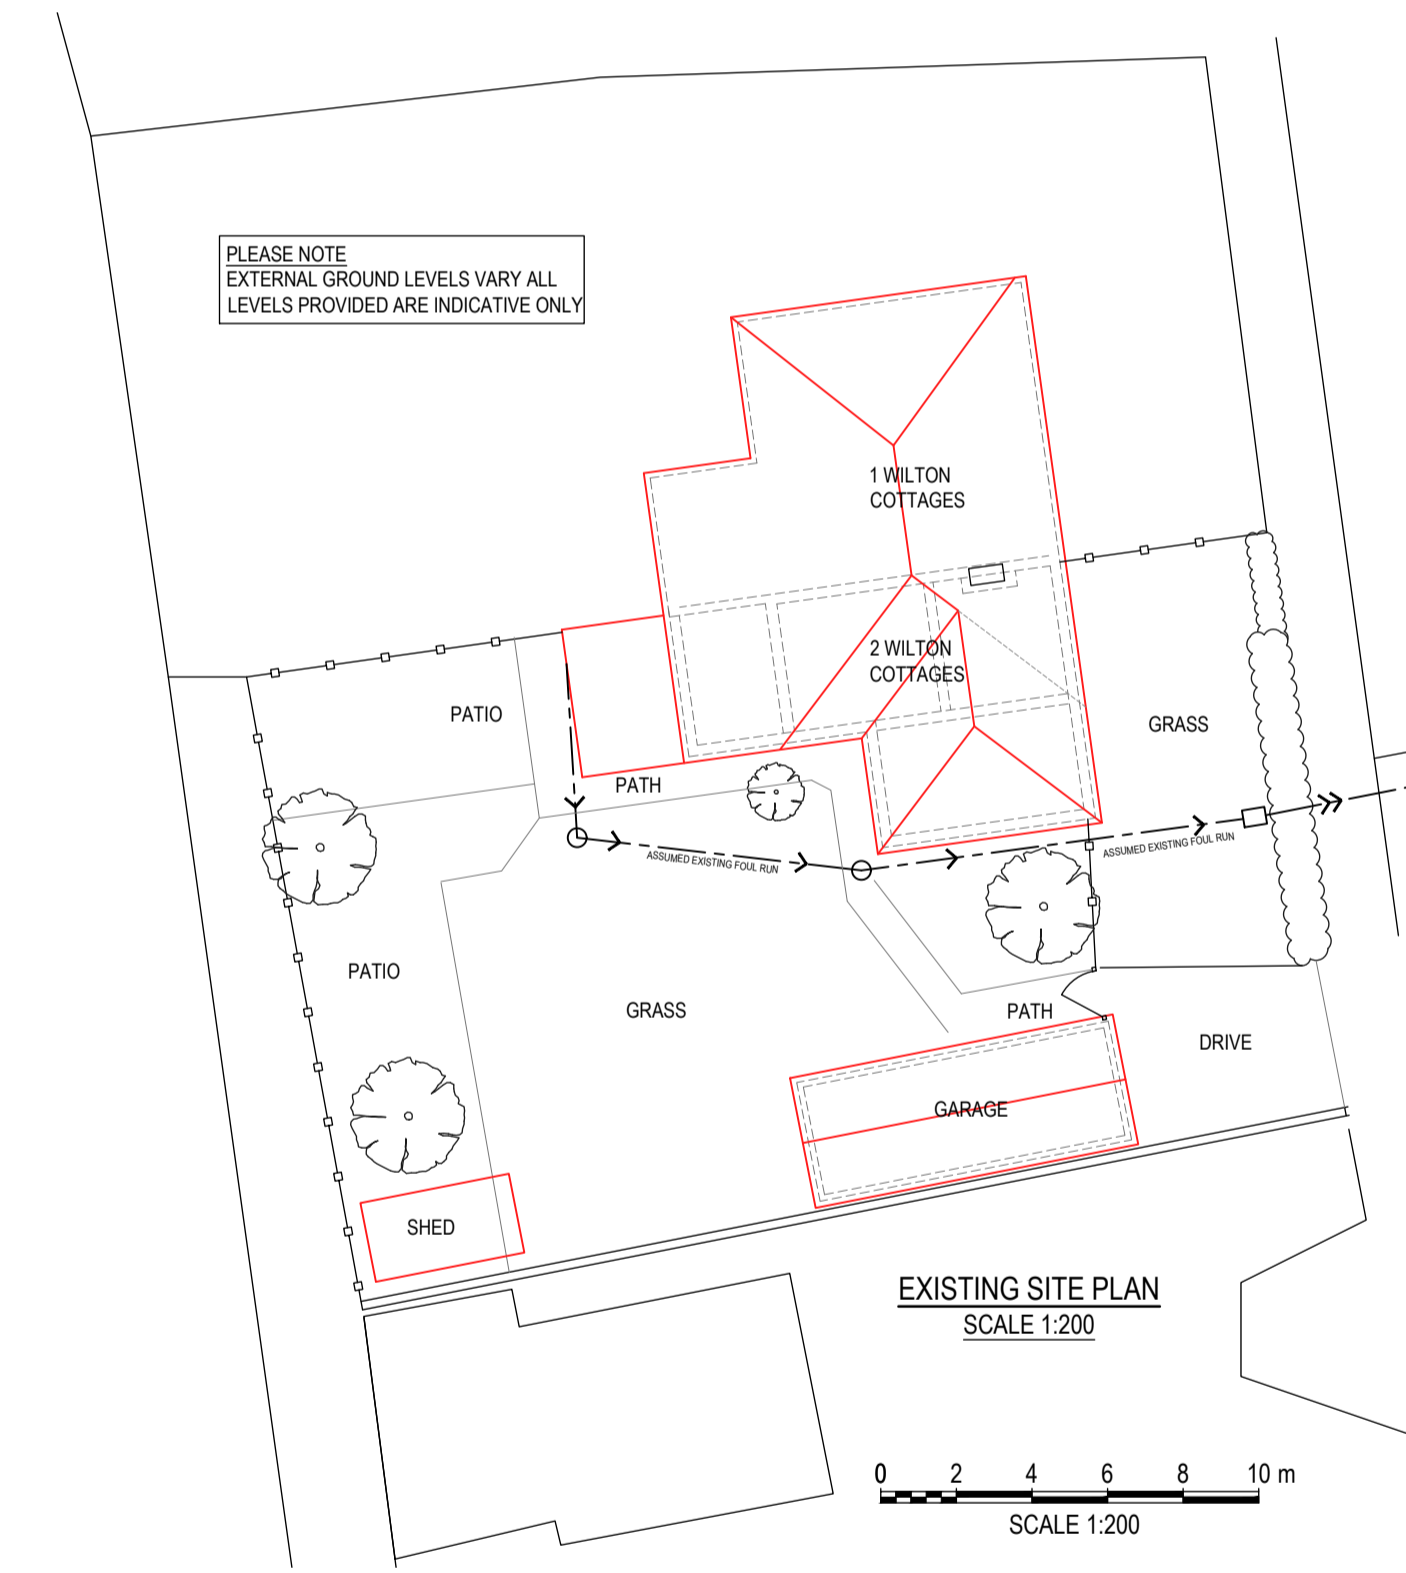 PLEASE NOTE
EXTERNAL GROUND LEVELS VARY ALL
LEVELS PROVIDED ARE INDICATIVE ONLY
1 WILTON
COTTAGES
2 WILTON
COTTAGES
PATIO
GRASS
PATH
ASSUMED EXISTING FOUL RUN
ASSUMED EXISTING FOUL RUN
PATIO
GRASS
PATH
DRIVE
GARAGE
SHED
EXISTING SITE PLAN
SCALE 1:200
0 2 4 6 8 10 m
SCALE 1:200